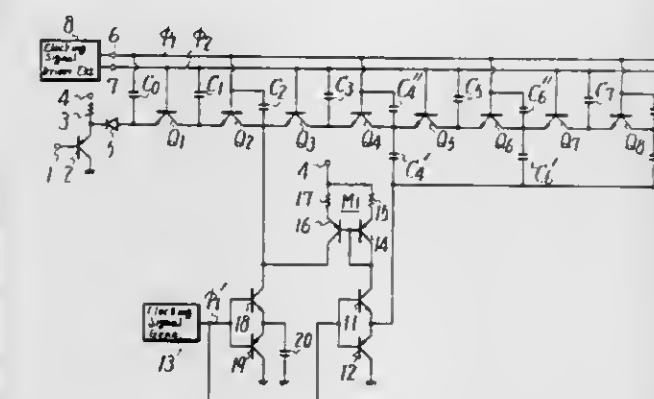 8
6
Clocking
Signal
Driver Ckt
φ1
φ2
7
4
3
C0
C1
C2
C3
C4''
C5
C6''
C7
5
Q1
Q2
Q3
Q4
Q5
Q6
Q7
Q8
1
2
C4'
C6'
4
17
M1
15
16
14
Clocking
Signal
Gene.
φ1'
18
11
20
13'
19
12